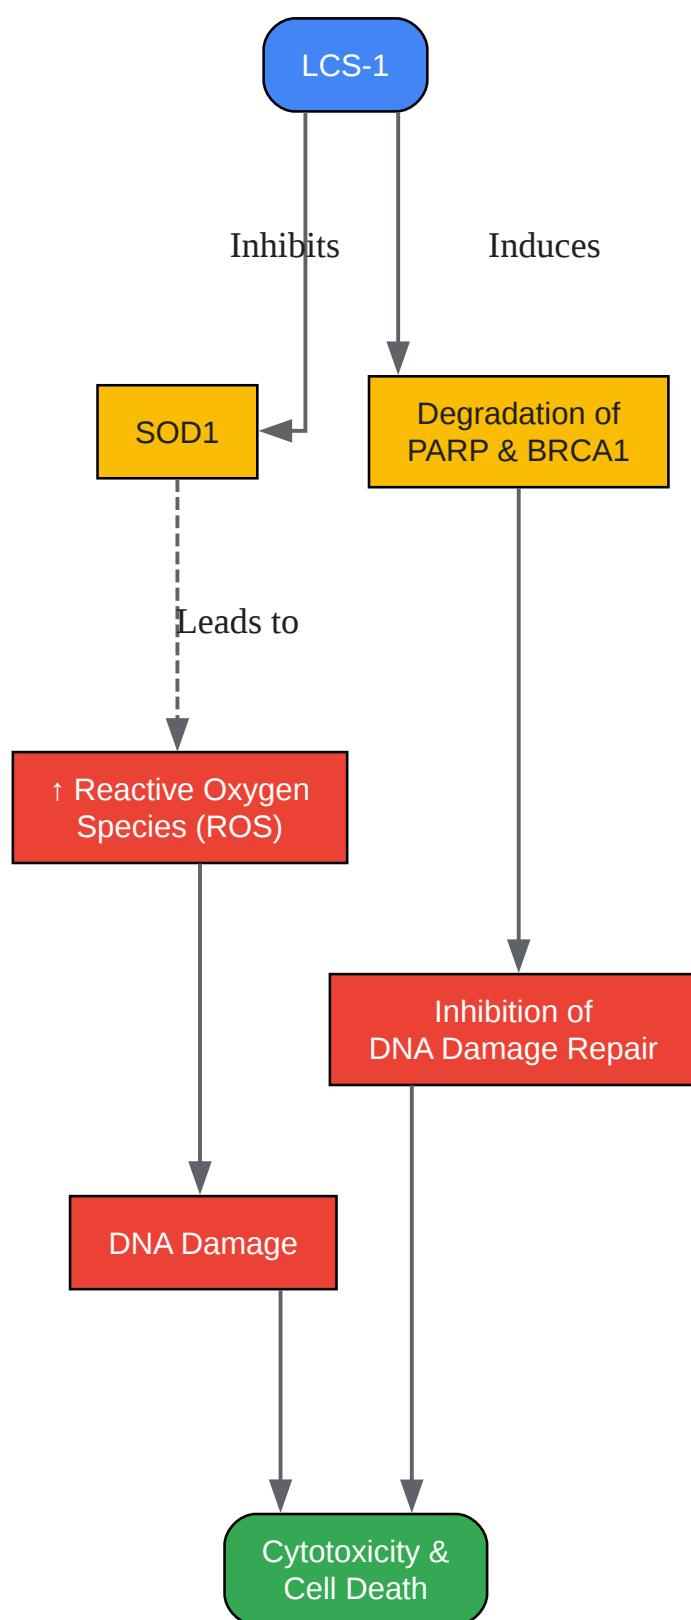 LCS-1
Inhibits
Induces
SOD1
Degradation of
PARP & BRCA1
Leads to
↑ Reactive Oxygen
Species (ROS)
Inhibition of
DNA Damage Repair
DNA Damage
Cytotoxicity &
Cell Death